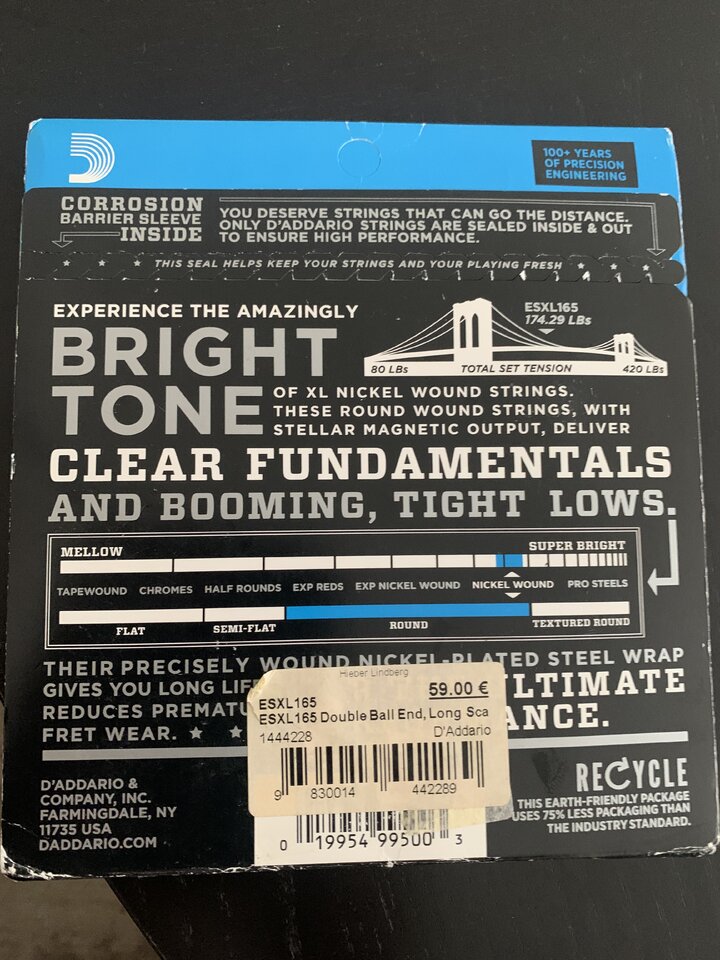 100+ YEARS
OF PRECISION
ENGINEERING
CORROSION
BARRIER SLEEVE
INSIDE
YOU DESERVE STRINGS THAT CAN GO THE DISTANCE.
ONLY D'ADDARIO STRINGS ARE SEALED INSIDE & OUT
TO ENSURE HIGH PERFORMANCE.
THIS SEAL HELPS KEEP YOUR STRINGS AND YOUR PLAYING FRESH
EXPERIENCE THE AMAZINGLY
BRIGHT
TONE
ESXL165
174.29 LBs
80 LBs TOTAL SET TENSION 420 LBs
OF XL NICKEL WOUND STRINGS.
THESE ROUND WOUND STRINGS, WITH
STELLAR MAGNETIC OUTPUT, DELIVER
CLEAR FUNDAMENTALS
AND BOOMING, TIGHT LOWS.
MELLOW SUPER BRIGHT
TAPEWOUND CHROMES HALF ROUNDS EXP REDS EXP NICKEL WOUND NICKEL WOUND PRO STEELS
FLAT SEMI-FLAT ROUND TEXTURED ROUND
THEIR PRECISELY WOUND NICKEL-PLATED STEEL WRAP
GIVES YOU LONG LIF LTIMATE
REDUCES PREMATU ANCE.
FRET WEAR.
Hieber Lindberg
ESXL165 59.00 €
ESXL165 Double Ball End, Long Sca
1444228 D'Addario
9 830014 442289
0 19954 99500 3
D'ADDARIO &
COMPANY, INC.
FARMINGDALE, NY
11735 USA
DADDARIO.COM
RECYCLE
THIS EARTH-FRIENDLY PACKAGE
USES 75% LESS PACKAGING THAN
THE INDUSTRY STANDARD.